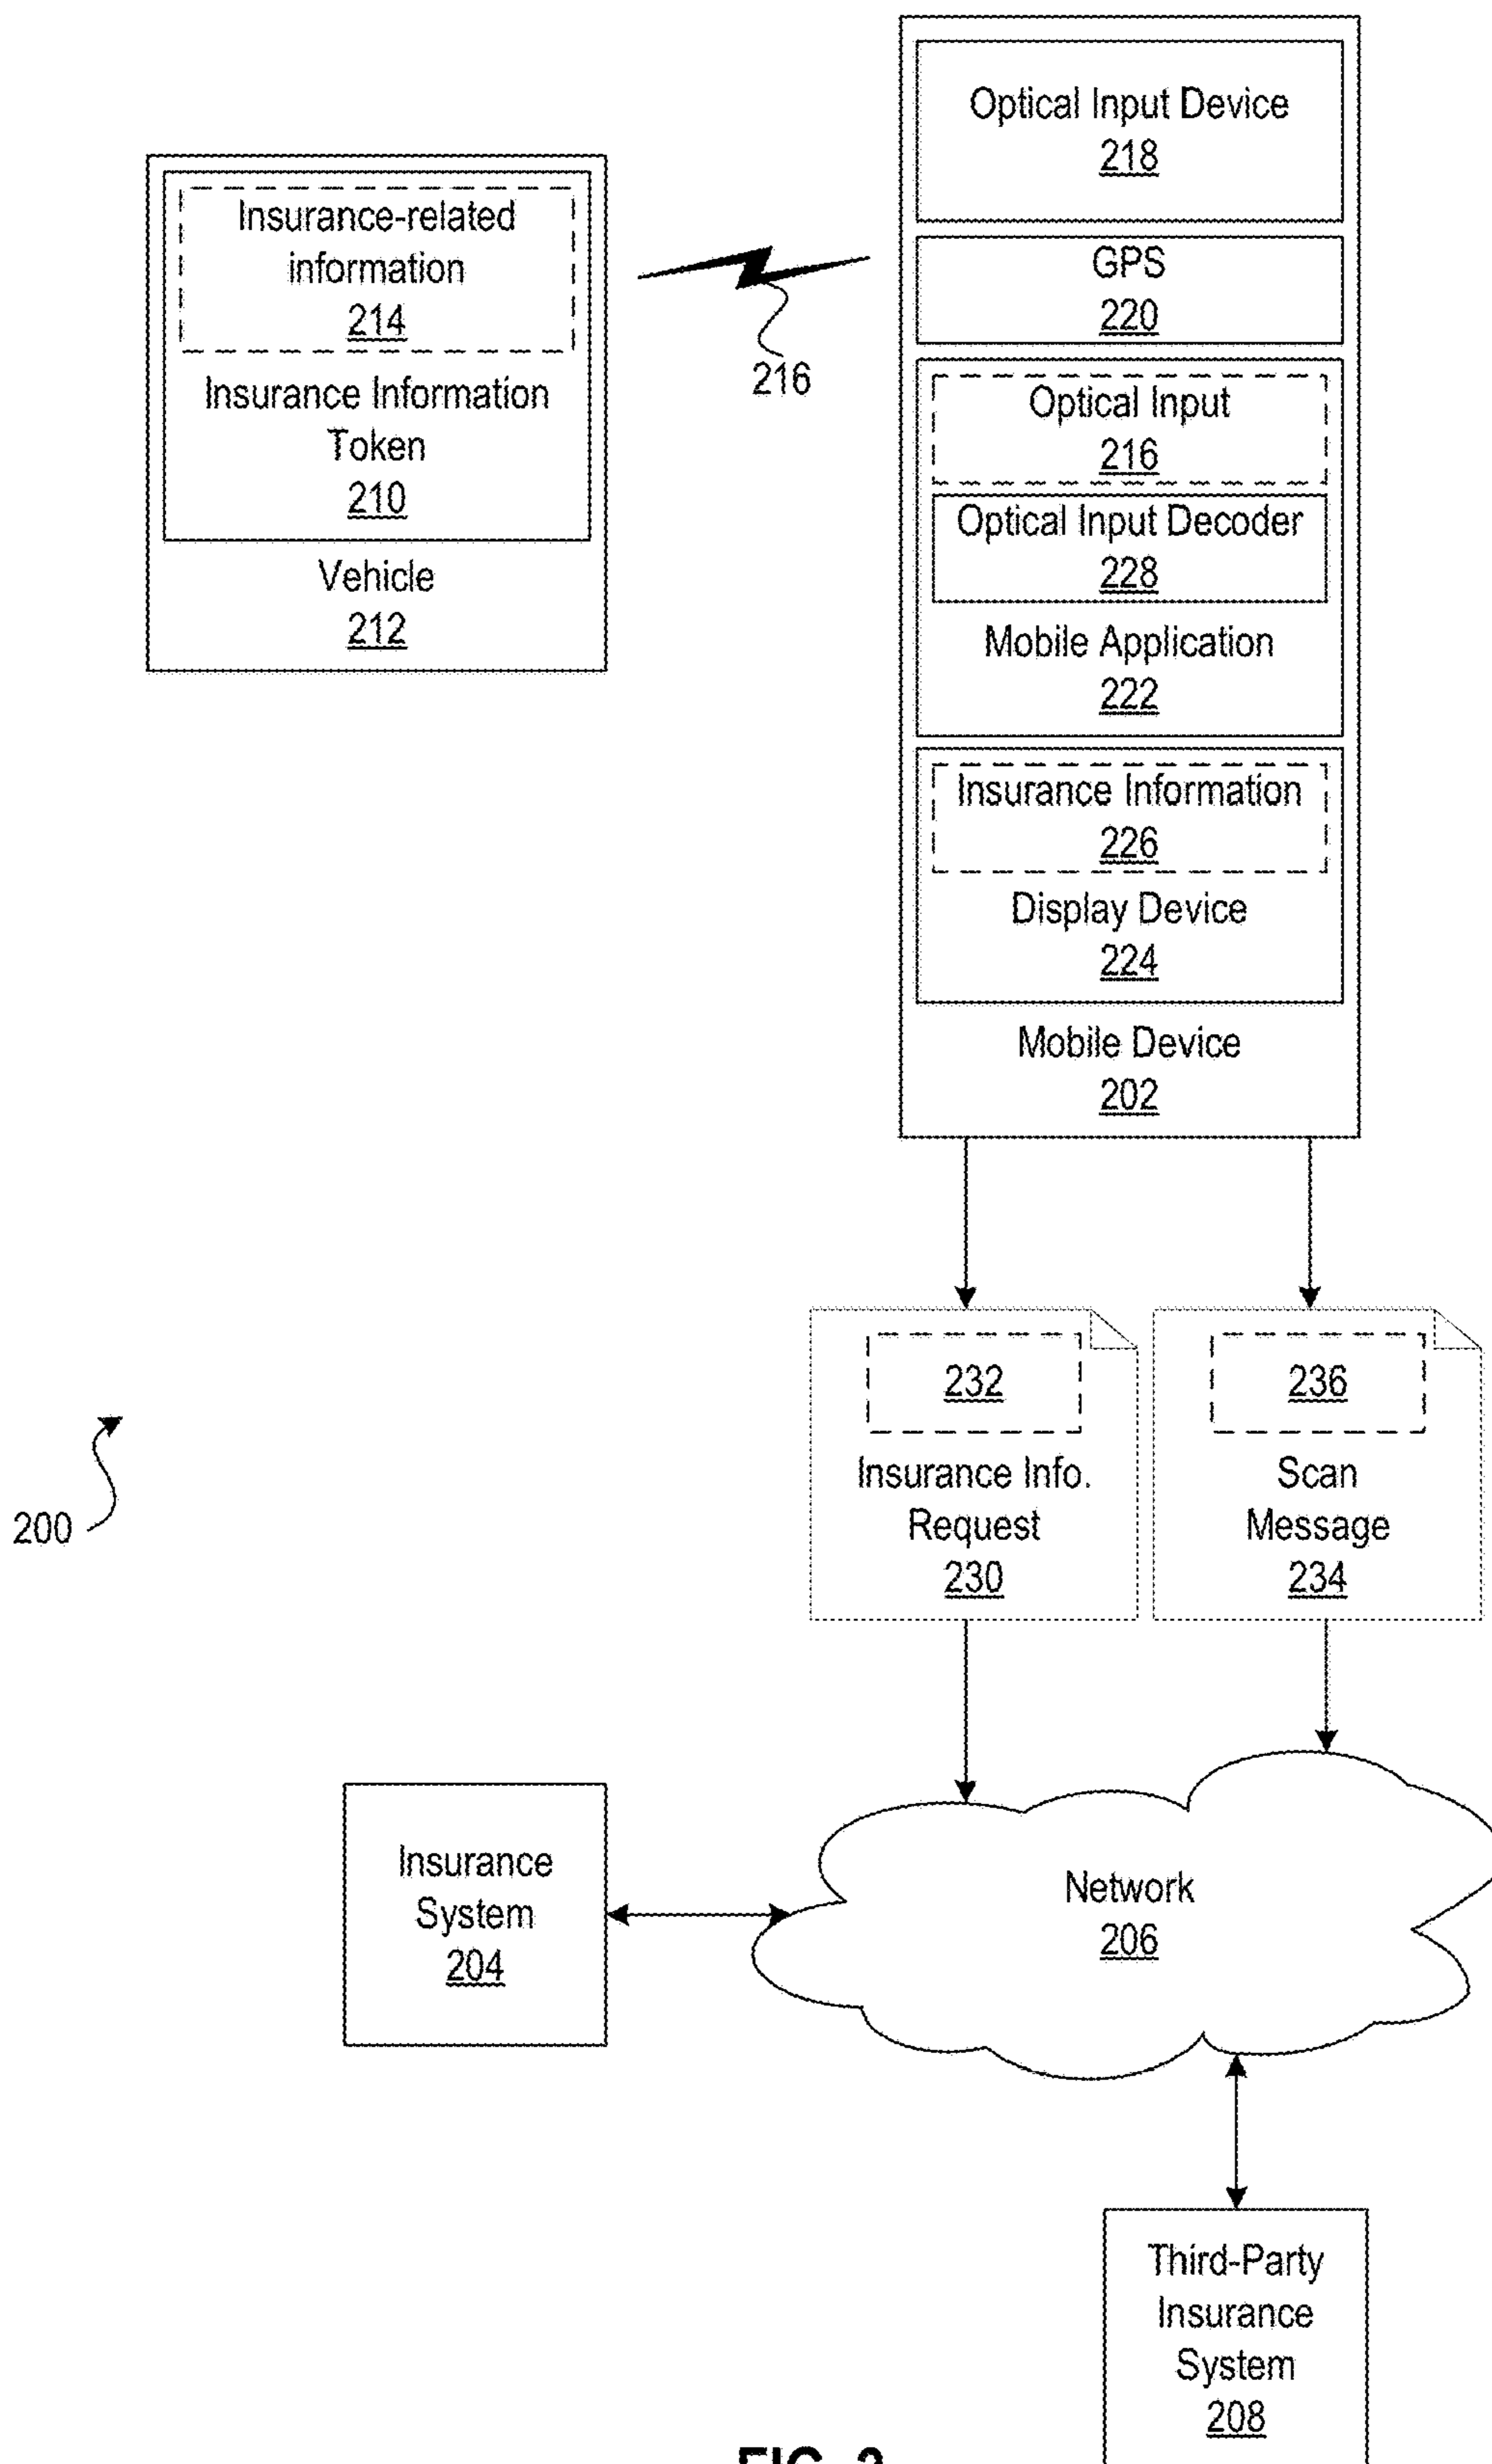 Insurance-related
information
214
Insurance Information
Token
210
Vehicle
212
216
Optical Input Device
218
GPS
220
Optical Input
216
Optical Input Decoder
228
Mobile Application
222
Insurance Information
226
Display Device
224
Mobile Device
202
232
Insurance Info.
Request
230
236
Scan
Message
234
200
Insurance
System
204
Network
206
Third-Party
Insurance
System
208